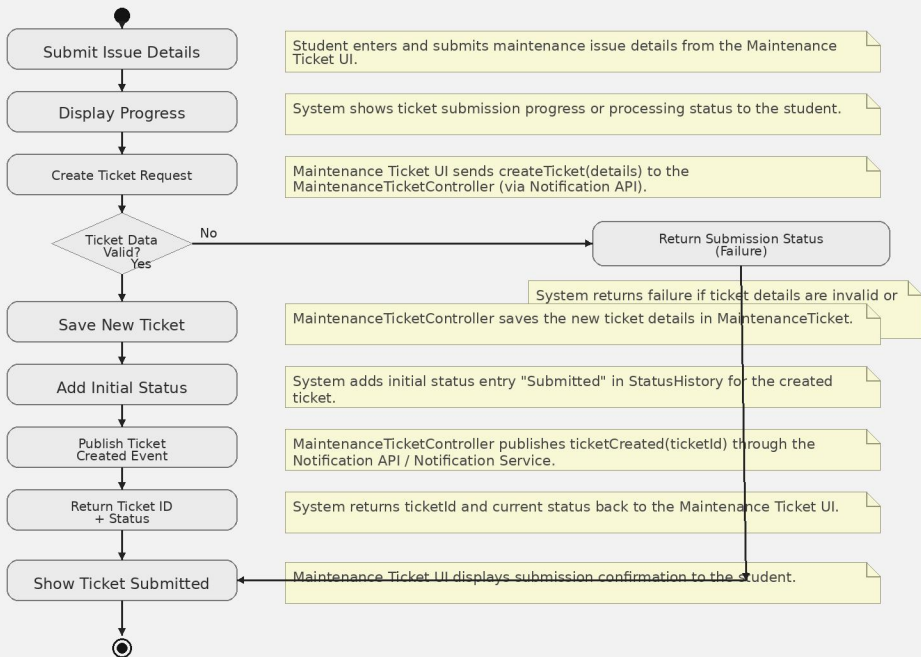 Submit Issue Details
Student enters and submits maintenance issue details from the Maintenance
Ticket UI.
Display Progress
System shows ticket submission progress or processing status to the student.
Create Ticket Request
Maintenance Ticket UI sends createTicket(details) to the
MaintenanceTicketController (via Notification API).
Ticket Data
Valid?
Yes
No
Return Submission Status
(Failure)
System returns failure if ticket details are invalid or
Save New Ticket
MaintenanceTicketController saves the new ticket details in MaintenanceTicket.
Add Initial Status
System adds initial status entry "Submitted" in StatusHistory for the created
ticket.
Publish Ticket
Created Event
MaintenanceTicketController publishes ticketCreated(ticketId) through the
Notification API / Notification Service.
Return Ticket ID
+ Status
System returns ticketId and current status back to the Maintenance Ticket UI.
Show Ticket Submitted
Maintenance Ticket UI displays submission confirmation to the student.